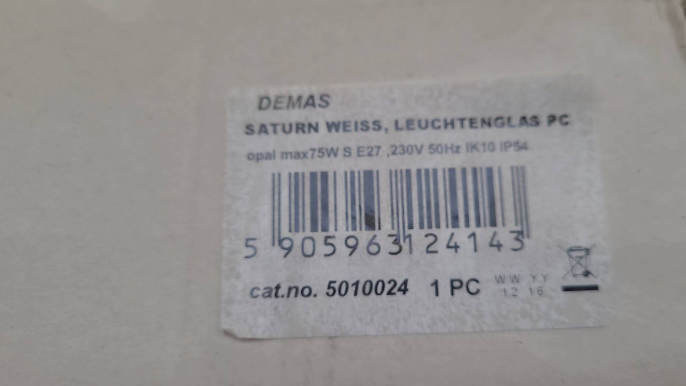 DEMAS
SATURN WEISS, LEUCHTENGLAS PC
opal max75W S E27 ,230V 50Hz IK10 IP54
5 905963 124143
cat.no. 5010024 1 PC WW YY
12 16